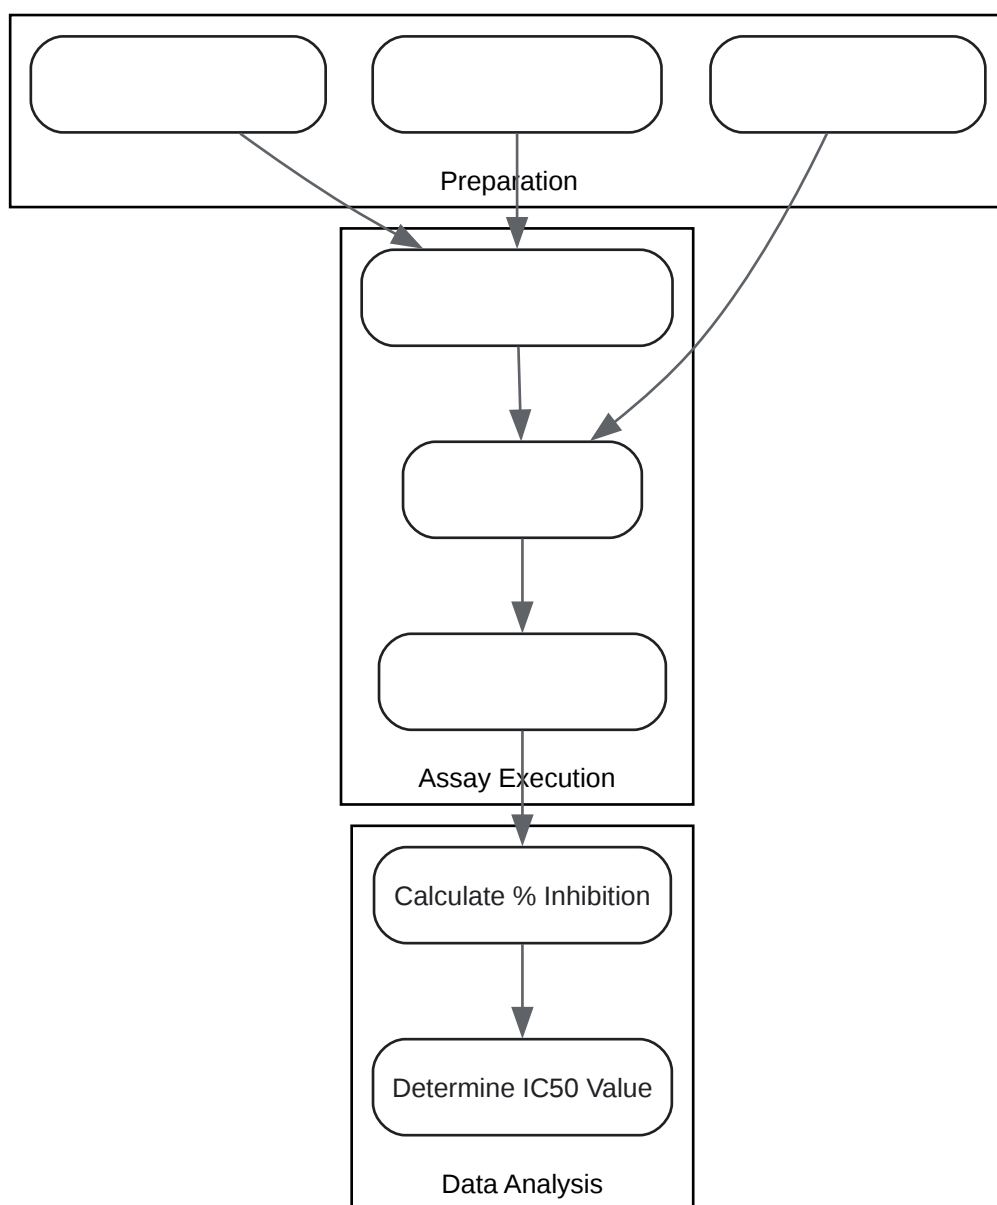 Preparation
Assay Execution
Calculate % Inhibition
Determine IC50 Value
Data Analysis